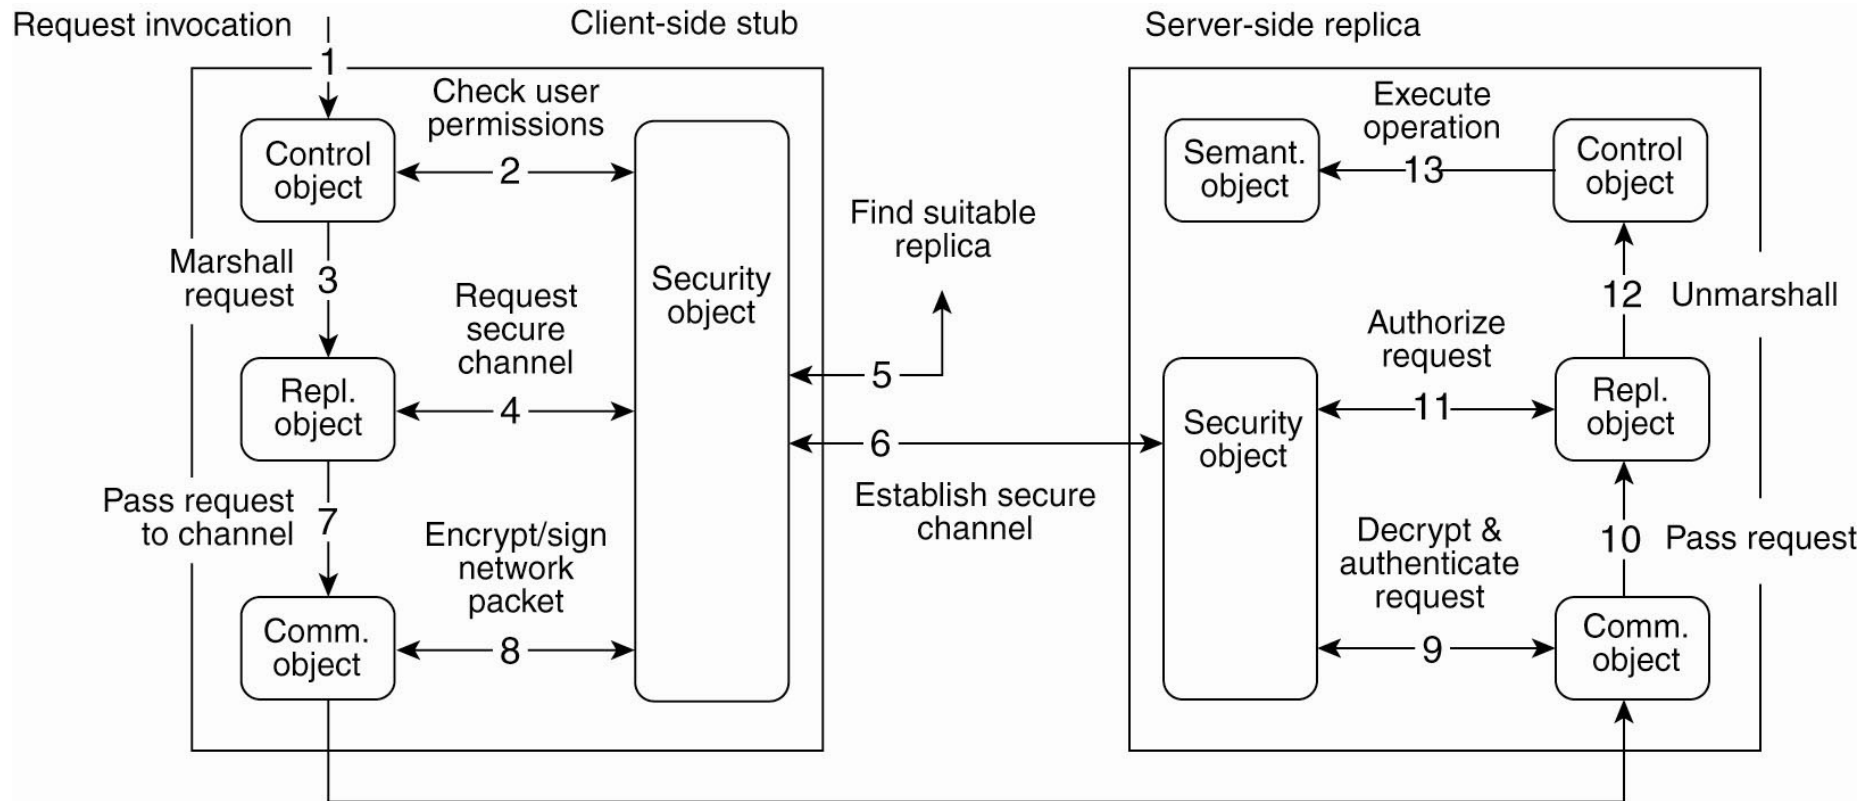 Request invocation
Client-side stub
Server-side replica
1
Check user
permissions
Control
object
2
Marshall
request
3
Request
secure
channel
Security
object
Repl.
object
4
Pass request
to channel
7
Encrypt/sign
network
packet
Comm.
object
8
Find suitable
replica
5
6
Establish secure
channel
Execute
operation
Semant.
object
13
Control
object
12
Unmarshall
Authorize
request
Security
object
11
Repl.
object
Decrypt &
authenticate
request
10
Pass request
9
Comm.
object